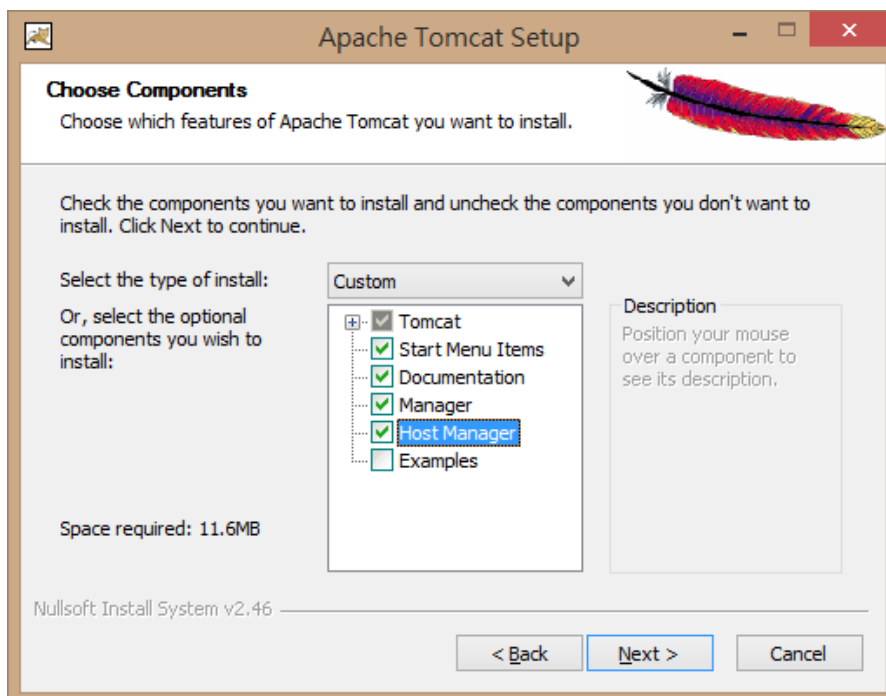 Apache Tomcat Setup
Choose Components
Choose which features of Apache Tomcat you want to install.
Check the components you want to install and uncheck the components you don't want to
install. Click Next to continue.
Select the type of install:
Custom
Or, select the optional
components you wish to
install:
Tomcat
Start Menu Items
Documentation
Manager
Host Manager
Examples
Description
Position your mouse
over a component to
see its description.
Space required: 11.6MB
Nullsoft Install System v2.46
< Back
Next >
Cancel